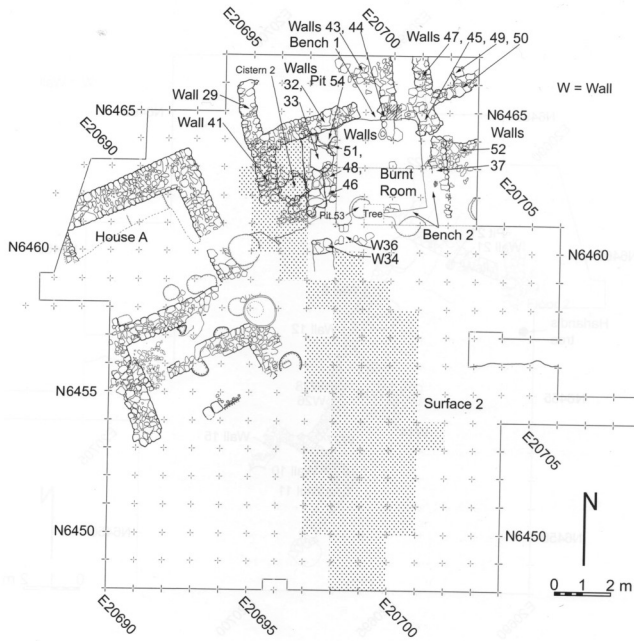 E20695
E20700
Walls 43, 44
Bench 1
Walls 47, 45, 49, 50
Cistern 2
Walls
32,
33
Pit 54
Wall 29
W = Wall
N6465
N6465
Wall 41
E20690
Walls
51,
48,
46
Walls
52
37
Burnt
Room
E20705
Pit 53
Tree
House A
Bench 2
N6460
N6460
W36
W34
N6455
Surface 2
E20705
N
N6450
N6450
0 1 2 m
E20690
E20695
E20700